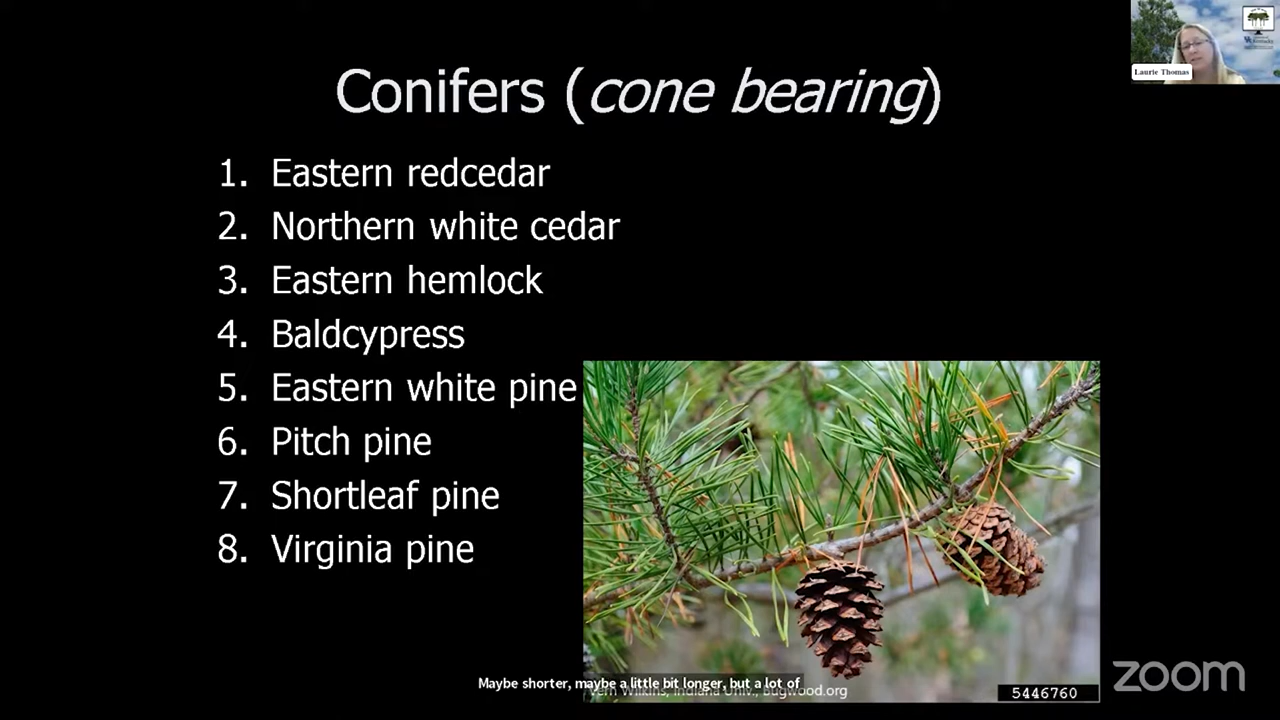 Conifers (cone bearing)
Laurie Thomas
1. Eastern redcedar
2. Northern white cedar
3. Eastern hemlock
4. Baldcypress
5. Eastern white pine
6. Pitch pine
7. Shortleaf pine
8. Virginia pine
Maybe shorter, maybe a little bit longer, but a lot of
Vern Wilkins, Indiana Univ., bugwood.org
5446760
zoom